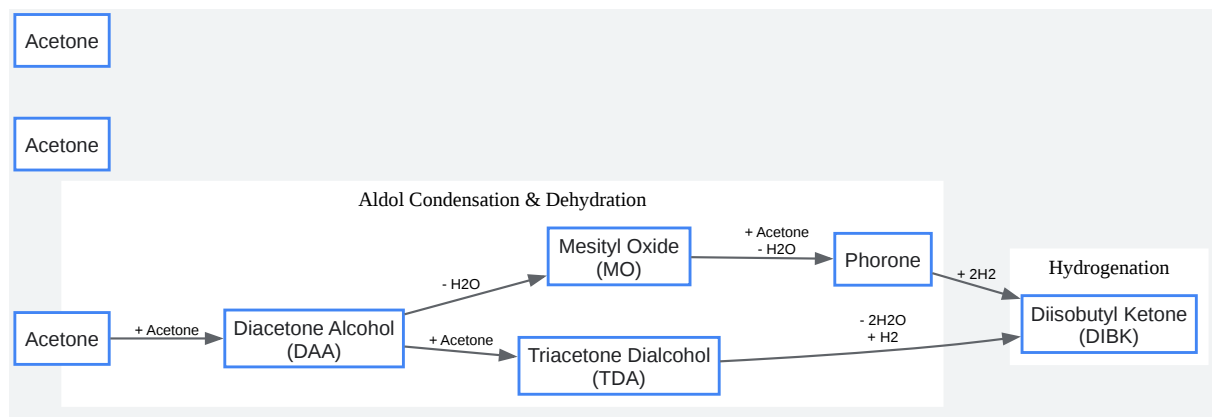 Acetone
Acetone
Aldol Condensation & Dehydration
Mesityl Oxide
(MO)
+ Acetone
- H2O
Phorone
+ 2H2
Hydrogenation
- H2O
Acetone
+ Acetone
Diacetone Alcohol
(DAA)
+ Acetone
Triacetone Dialcohol
(TDA)
- 2H2O
+ H2
Diisobutyl Ketone
(DIBK)